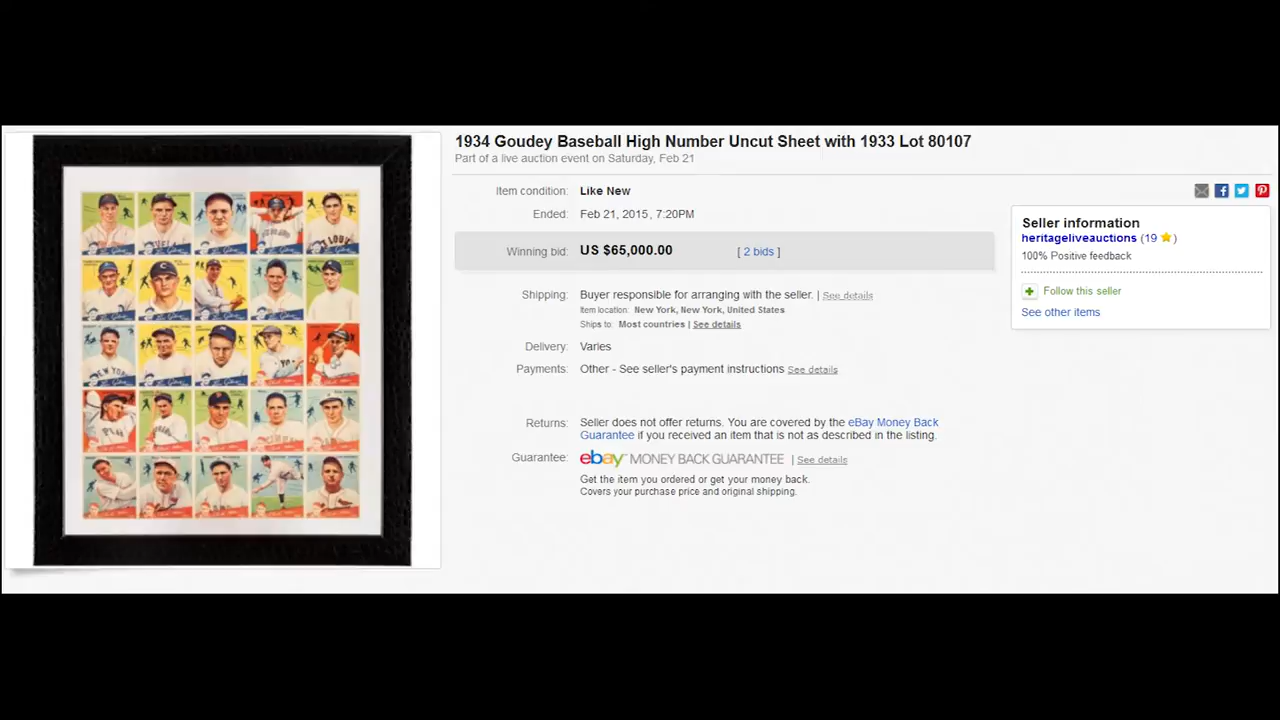 1934 Goudey Baseball High Number Uncut Sheet with 1933 Lot 80107
Part of a live auction event on Saturday, Feb 21
Item condition: Like New
Ended: Feb 21, 2015 , 7:20PM
Winning bid: US $65,000.00 [ 2 bids ]
Shipping: Buyer responsible for arranging with the seller. | See details
Item location: New York, New York, United States
Ships to: Most countries | See details
Delivery: Varies
Payments: Other - See seller's payment instructions See details
Returns: Seller does not offer returns. You are covered by the eBay Money Back
Guarantee if you received an item that is not as described in the listing.
Guarantee: ebay MONEY BACK GUARANTEE | See details
Get the item you ordered or get your money back.
Covers your purchase price and original shipping.
Seller information
heritageliveauctions (19 )
100% Positive feedback
Follow this seller
See other items
NEW YORK